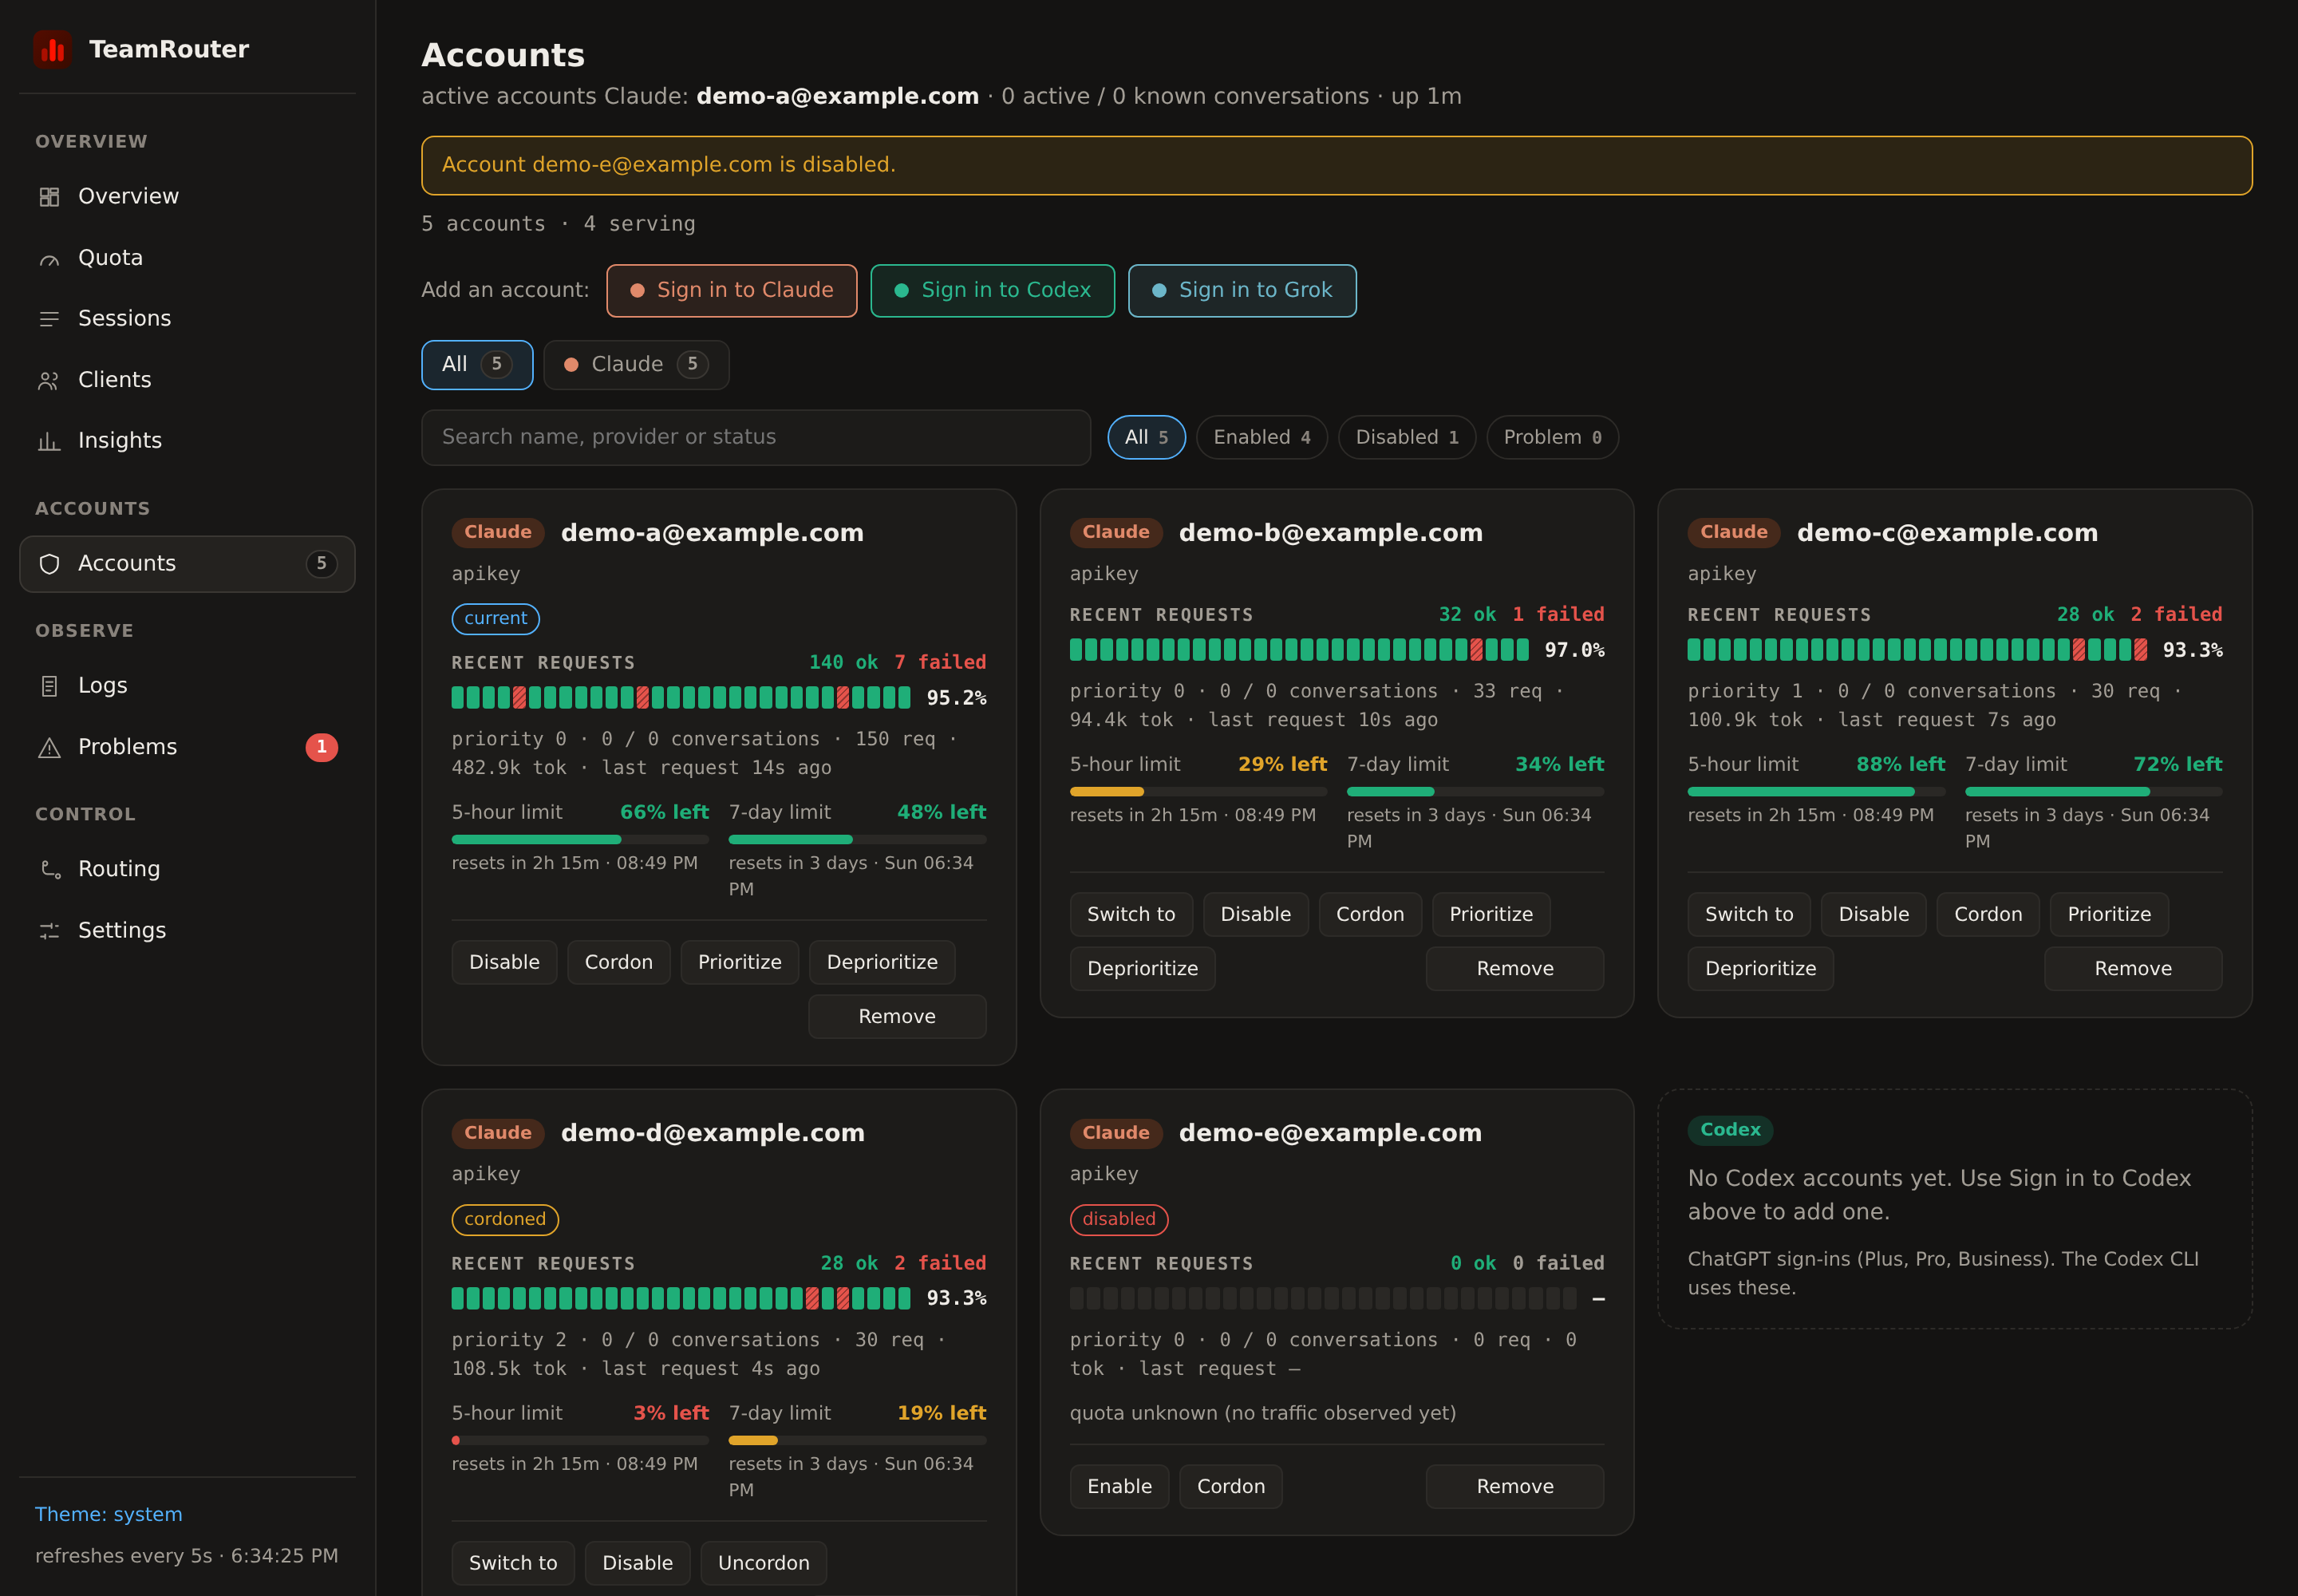 TeamRouter
OVERVIEW
Overview
Quota
Sessions
Clients
Insights
ACCOUNTS
Accounts 5
OBSERVE
Logs
Problems 1
CONTROL
Routing
Settings
Theme: system
refreshes every 5s · 6:34:25 PM
Accounts
active accounts Claude: demo-a@example.com · 0 active / 0 known conversations · up 1m
Account demo-e@example.com is disabled.
5 accounts · 4 serving
Add an account: Sign in to Claude Sign in to Codex Sign in to Grok
All 5 Claude 5
Search name, provider or status All 5 Enabled 4 Disabled 1 Problem 0
Claude demo-a@example.com
apikey
current
RECENT REQUESTS 140 ok 7 failed
95.2%
priority 0 · 0 / 0 conversations · 150 req ·
482.9k tok · last request 14s ago
5-hour limit 66% left 7-day limit 48% left
resets in 2h 15m · 08:49 PM resets in 3 days · Sun 06:34
PM
Disable Cordon Prioritize Deprioritize
Remove
Claude demo-b@example.com
apikey
RECENT REQUESTS 32 ok 1 failed
97.0%
priority 0 · 0 / 0 conversations · 33 req ·
94.4k tok · last request 10s ago
5-hour limit 29% left 7-day limit 34% left
resets in 2h 15m · 08:49 PM resets in 3 days · Sun 06:34
PM
Switch to Disable Cordon Prioritize
Deprioritize Remove
Claude demo-c@example.com
apikey
RECENT REQUESTS 28 ok 2 failed
93.3%
priority 1 · 0 / 0 conversations · 30 req ·
100.9k tok · last request 7s ago
5-hour limit 88% left 7-day limit 72% left
resets in 2h 15m · 08:49 PM resets in 3 days · Sun 06:34
PM
Switch to Disable Cordon Prioritize
Deprioritize Remove
Claude demo-d@example.com
apikey
cordoned
RECENT REQUESTS 28 ok 2 failed
93.3%
priority 2 · 0 / 0 conversations · 30 req ·
108.5k tok · last request 4s ago
5-hour limit 3% left 7-day limit 19% left
resets in 2h 15m · 08:49 PM resets in 3 days · Sun 06:34
PM
Switch to Disable Uncordon
Claude demo-e@example.com
apikey
disabled
RECENT REQUESTS 0 ok 0 failed
—
priority 0 · 0 / 0 conversations · 0 req · 0
tok · last request —
quota unknown (no traffic observed yet)
Enable Cordon Remove
Codex
No Codex accounts yet. Use Sign in to Codex
above to add one.
ChatGPT sign-ins (Plus, Pro, Business). The Codex CLI
uses these.